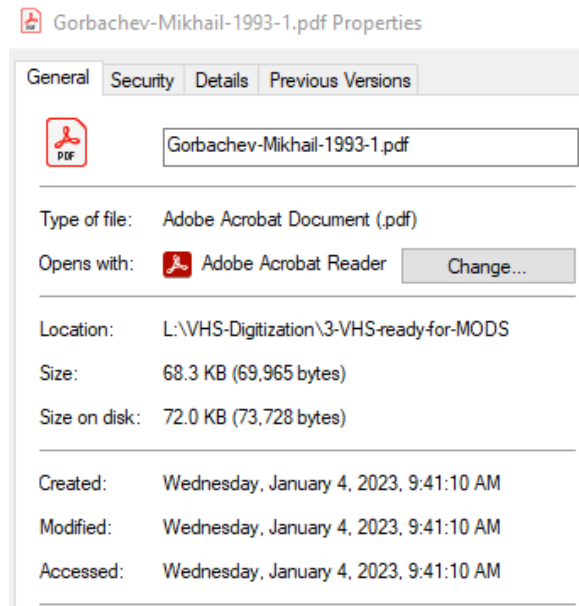 Gorbachev-Mikhail-1993-1.pdf Properties
General Security Details Previous Versions
PDF Gorbachev-Mikhail-1993-1.pdf
Type of file: Adobe Acrobat Document (.pdf)
Opens with: Adobe Acrobat Reader Change...
Location: L:\VHS-Digitization\3-VHS-ready-for-MODS
Size: 68.3 KB (69,965 bytes)
Size on disk: 72.0 KB (73,728 bytes)
Created: Wednesday, January 4, 2023, 9:41:10 AM
Modified: Wednesday, January 4, 2023, 9:41:10 AM
Accessed: Wednesday, January 4, 2023, 9:41:10 AM